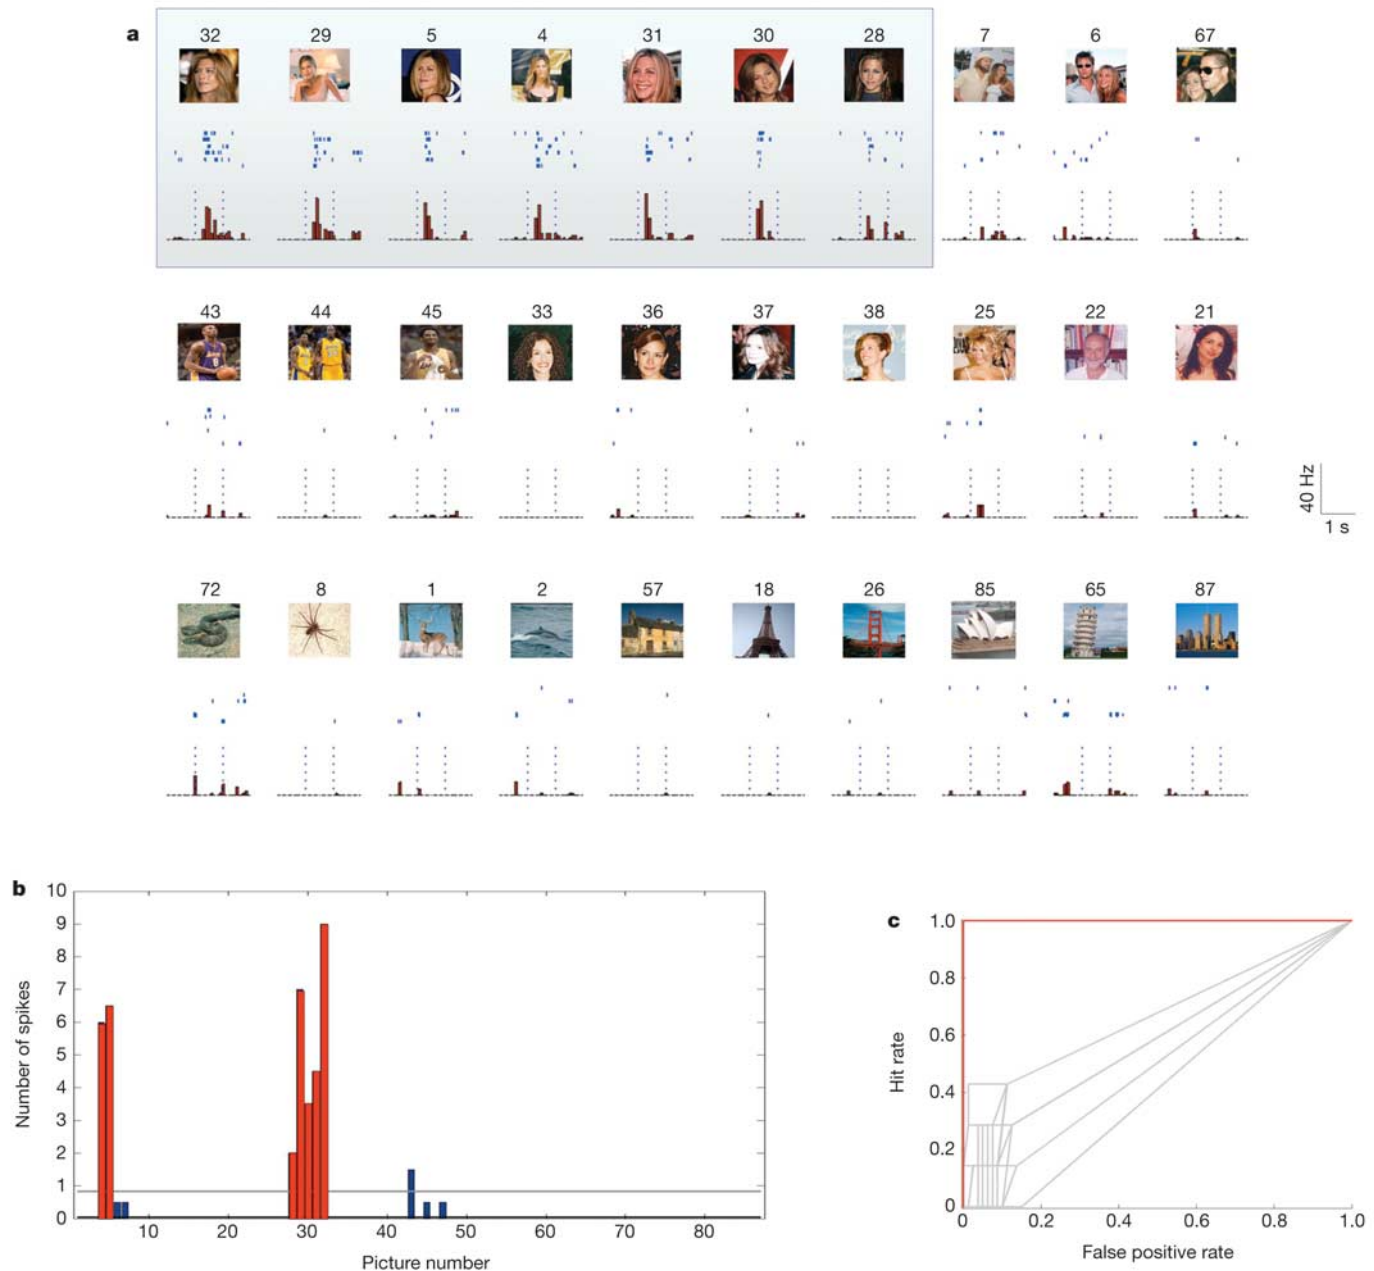 a
32 29 5 4 31 30 28 7 6 67
43 44 45 33 36 37 38 25 22 21
40 Hz
1 s
72 8 1 2 57 18 26 85 65 87
b
10
9
8
7
6
5
4
3
2
1
0
Number of spikes
10 20 30 40 50 60 70 80
Picture number
c
1.0
0.8
0.6
0.4
0.2
0
Hit rate
0 0.2 0.4 0.6 0.8 1.0
False positive rate